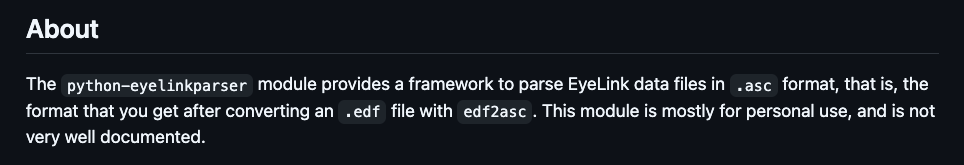 About
The python-eyelinkparser module provides a framework to parse EyeLink data files in .asc format, that is, the
format that you get after converting an .edf file with edf2asc. This module is mostly for personal use, and is not
very well documented.